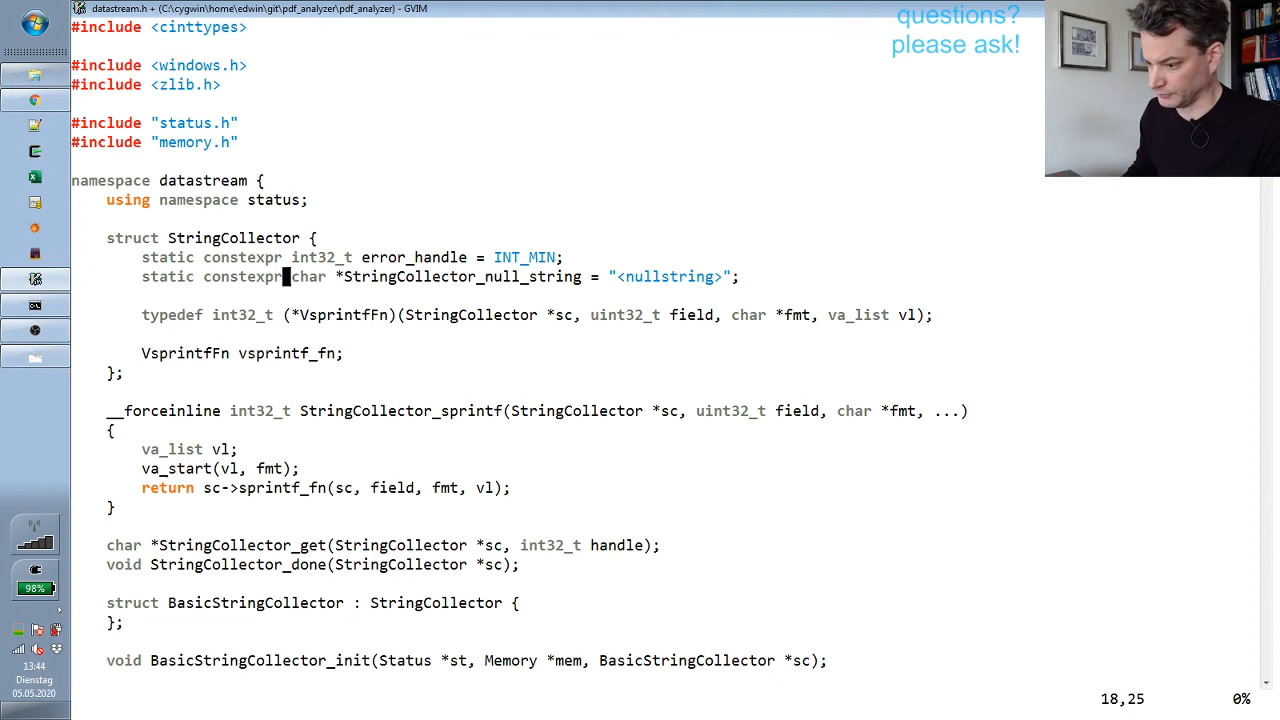 datastream.h + (C:\cygwin\home\edwin\git\pdf_analyzer\pdf_analyzer) - GVIM
#include <cinttypes>
questions?
please ask!
#include <windows.h>
#include <zlib.h>
#include "status.h"
#include "memory.h"
namespace datastream {
using namespace status;
struct StringCollector {
static constexpr int32_t error_handle = INT_MIN;
static constexpr char *StringCollector_null_string = "<nullstring>";
typedef int32_t (*VsprintfFn)(StringCollector *sc, uint32_t field, char *fmt, va_list vl);
VsprintfFn vsprintf_fn;
};
__forceinline int32_t StringCollector_sprintf(StringCollector *sc, uint32_t field, char *fmt, ...)
{
va_list vl;
va_start(vl, fmt);
return sc->sprintf_fn(sc, field, fmt, vl);
}
char *StringCollector_get(StringCollector *sc, int32_t handle);
void StringCollector_done(StringCollector *sc);
struct BasicStringCollector : StringCollector {
};
void BasicStringCollector_init(Status *st, Memory *mem, BasicStringCollector *sc);
98%
13:44
Dienstag
05.05.2020
18,25 0%